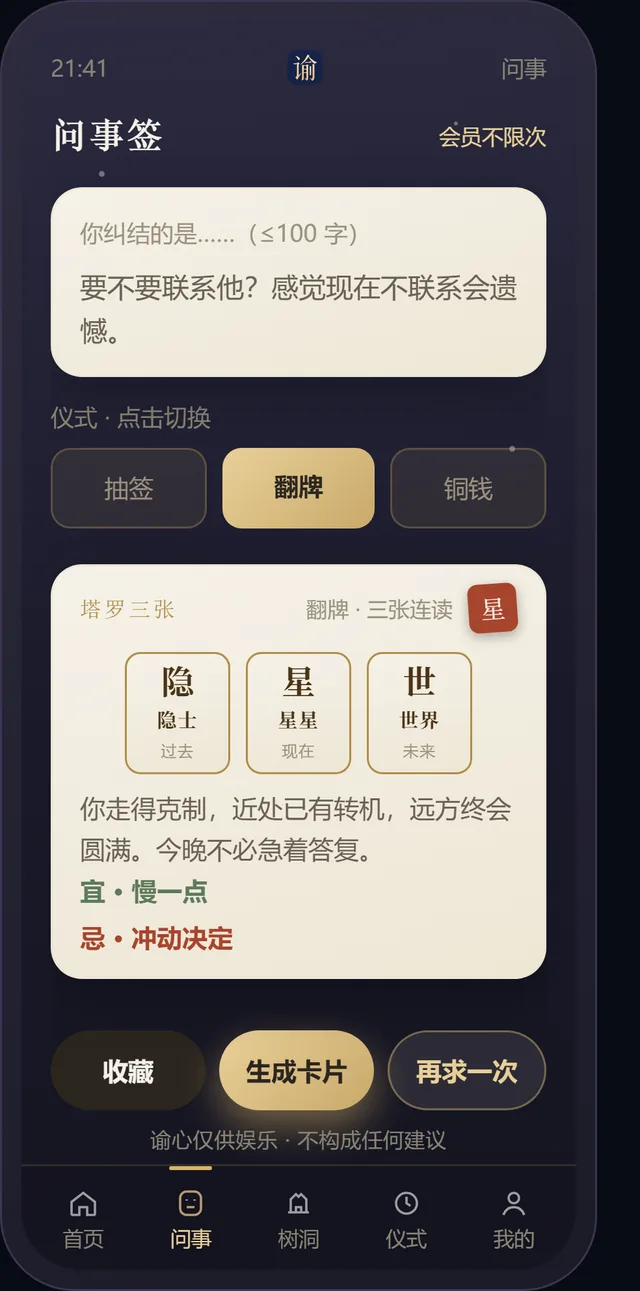 21:41 谕 问事
问事签 会员不限次
你纠结的是……（≤100 字）
要不要联系他？感觉现在不联系会遗
憾。
仪式 · 点击切换
抽签 翻牌 铜钱
塔罗三张 翻牌 · 三张连读 星
隐 星 世
隐士 星星 世界
过去 现在 未来
你走得克制，近处已有转机，远方终会
圆满。今晚不必急着答复。
宜 • 慢一点
忌 • 冲动决定
收藏 生成卡片 再求一次
谕心仅供娱乐 · 不构成任何建议
首页 问事 树洞 仪式 我的